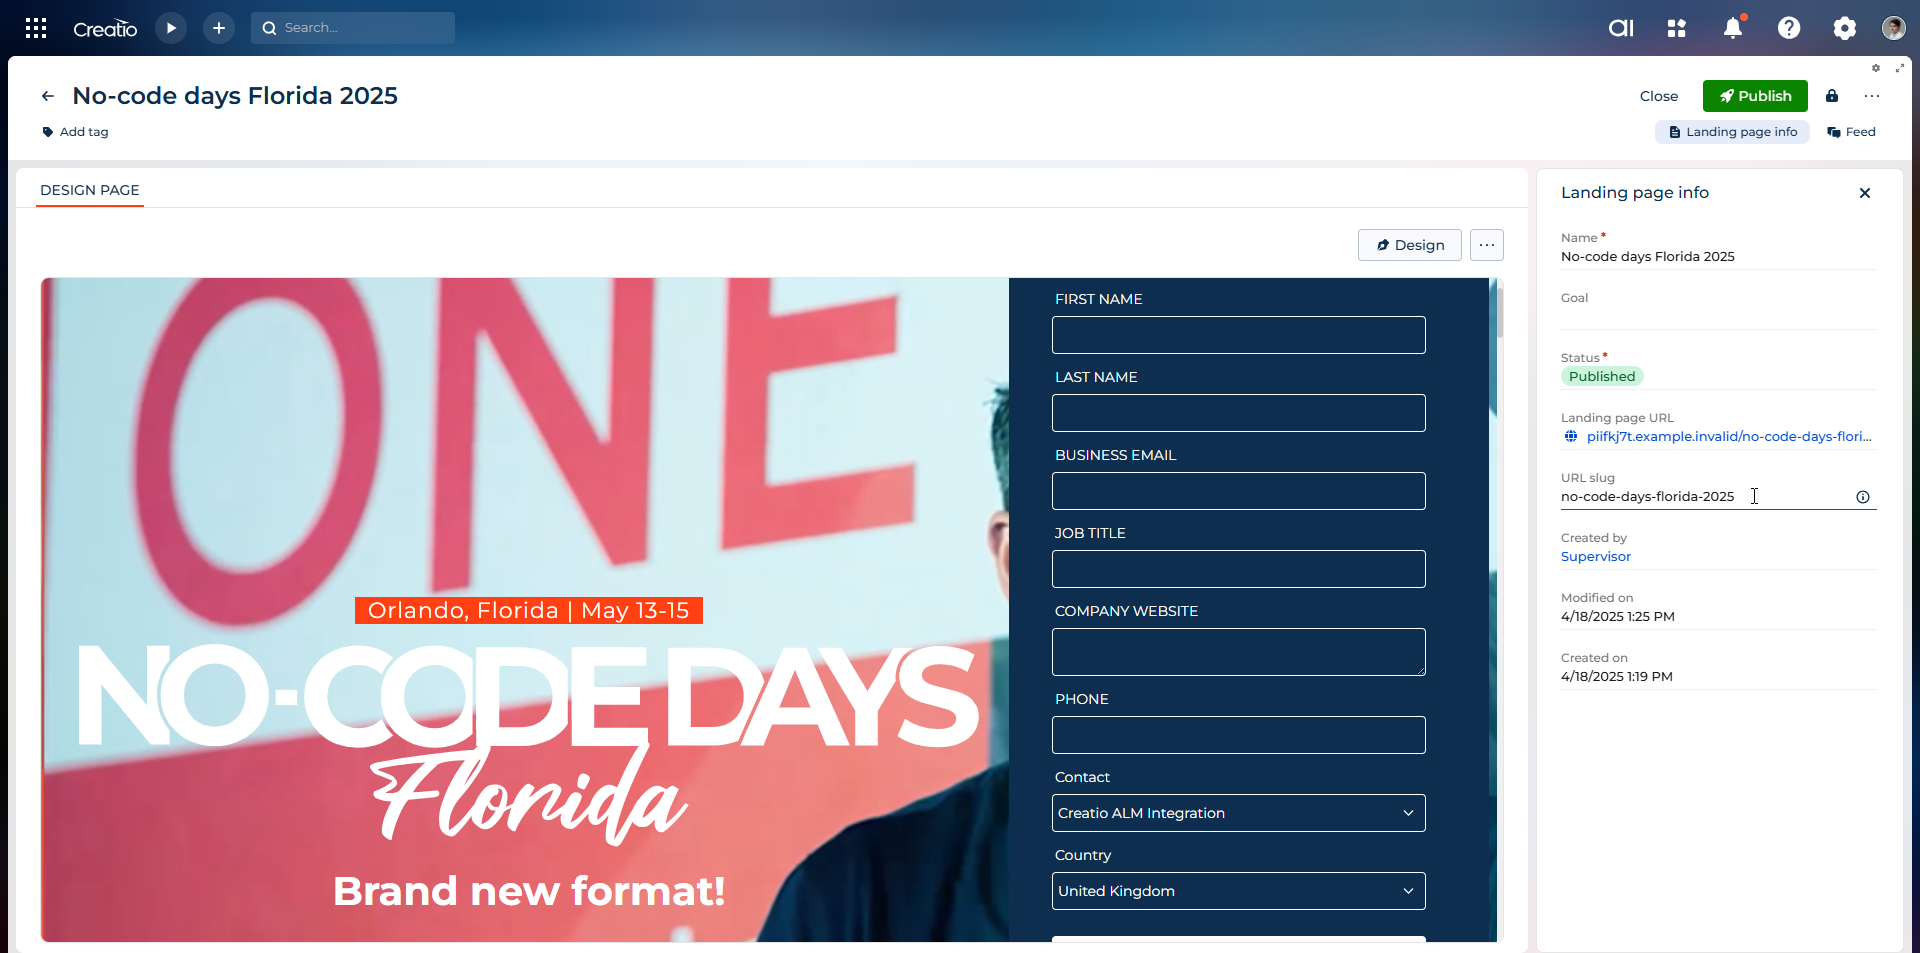 Creatio
Search...
aı
No-code days Florida 2025
Close
Publish
Add tag
Landing page info
Feed
DESIGN PAGE
Design
ONE
Orlando, Florida | May 13-15
NO-CODE DAYS
Florida
Brand new format!
FIRST NAME
LAST NAME
BUSINESS EMAIL
JOB TITLE
COMPANY WEBSITE
PHONE
Contact
Creatio ALM Integration
Country
United Kingdom
Landing page info
Name *
No-code days Florida 2025
Goal
Status *
Published
Landing page URL
piifkj7t.example.invalid/no-code-days-flori...
URL slug
no-code-days-florida-2025
Created by
Supervisor
Modified on
4/18/2025 1:25 PM
Created on
4/18/2025 1:19 PM